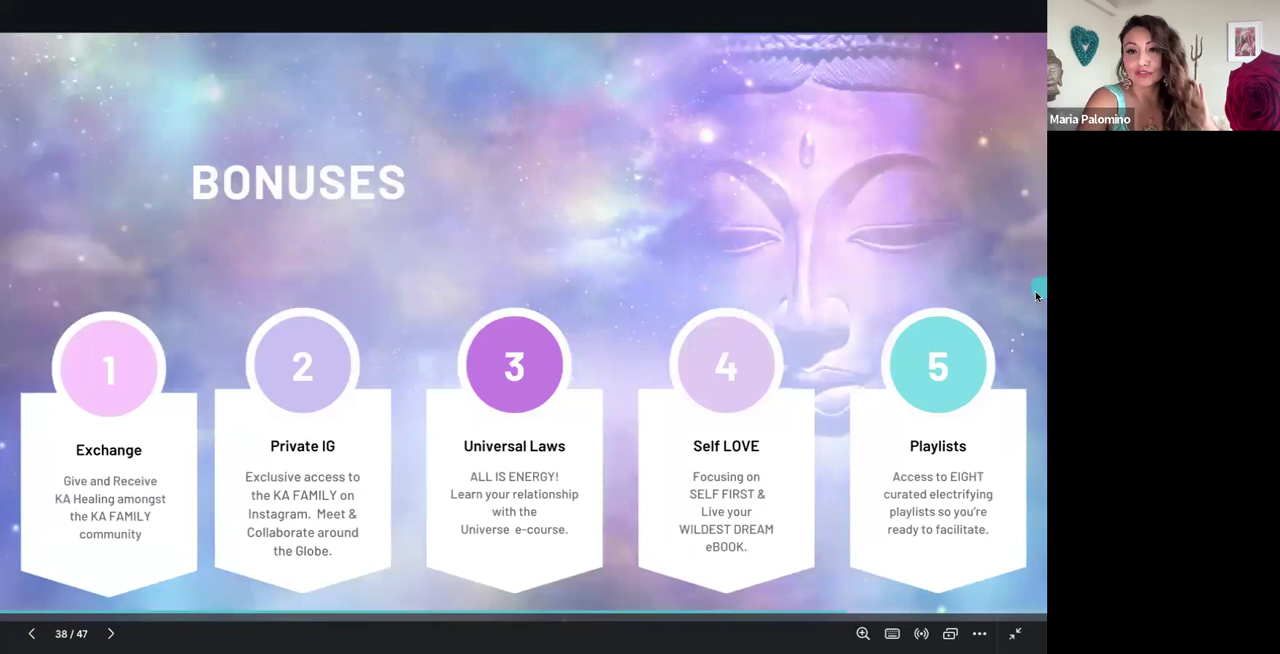 Maria Palomino
BONUSES
1
Exchange
Give and Receive
KA Healing amongst
the KA FAMILY
community
2
Private IG
Exclusive access to
the KA FAMILY on
Instagram. Meet &
Collaborate around
the Globe.
3
Universal Laws
ALL IS ENERGY!
Learn your relationship
with the
Universe e-course.
4
Self LOVE
Focusing on
SELF FIRST &
Live your
WILDEST DREAM
eBOOK.
5
Playlists
Access to EIGHT
curated electrifying
playlists so you're
ready to facilitate.
38 / 47